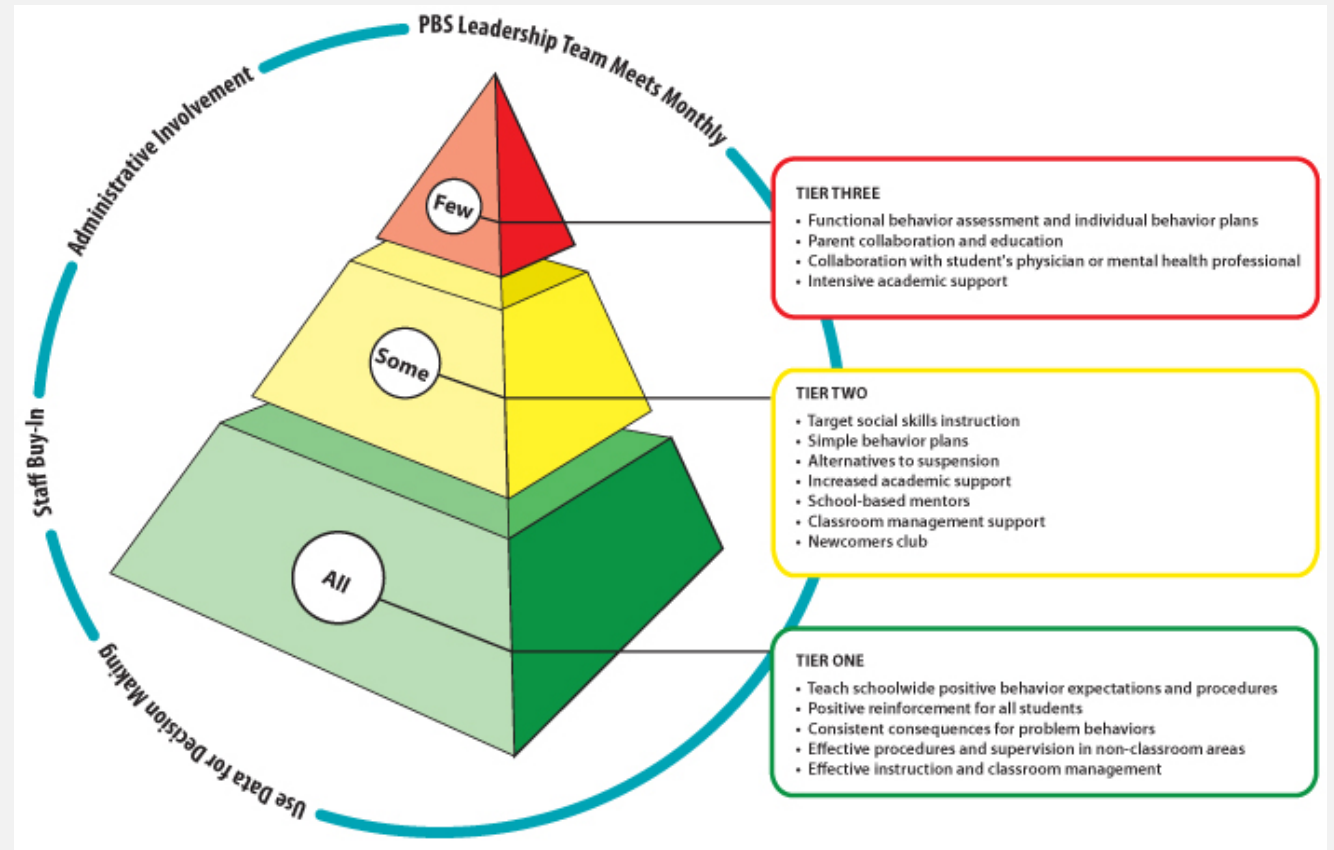 PBS Leadership Team Meets Monthly
Administrative Involvement
Staff Buy-In
Use Data for Decision Making
Few
Some
All
TIER THREE
• Functional behavior assessment and individual behavior plans
• Parent collaboration and education
• Collaboration with student's physician or mental health professional
• Intensive academic support
TIER TWO
• Target social skills instruction
• Simple behavior plans
• Alternatives to suspension
• Increased academic support
• School-based mentors
• Classroom management support
• Newcomers club
TIER ONE
• Teach schoolwide positive behavior expectations and procedures
• Positive reinforcement for all students
• Consistent consequences for problem behaviors
• Effective procedures and supervision in non-classroom areas
• Effective instruction and classroom management